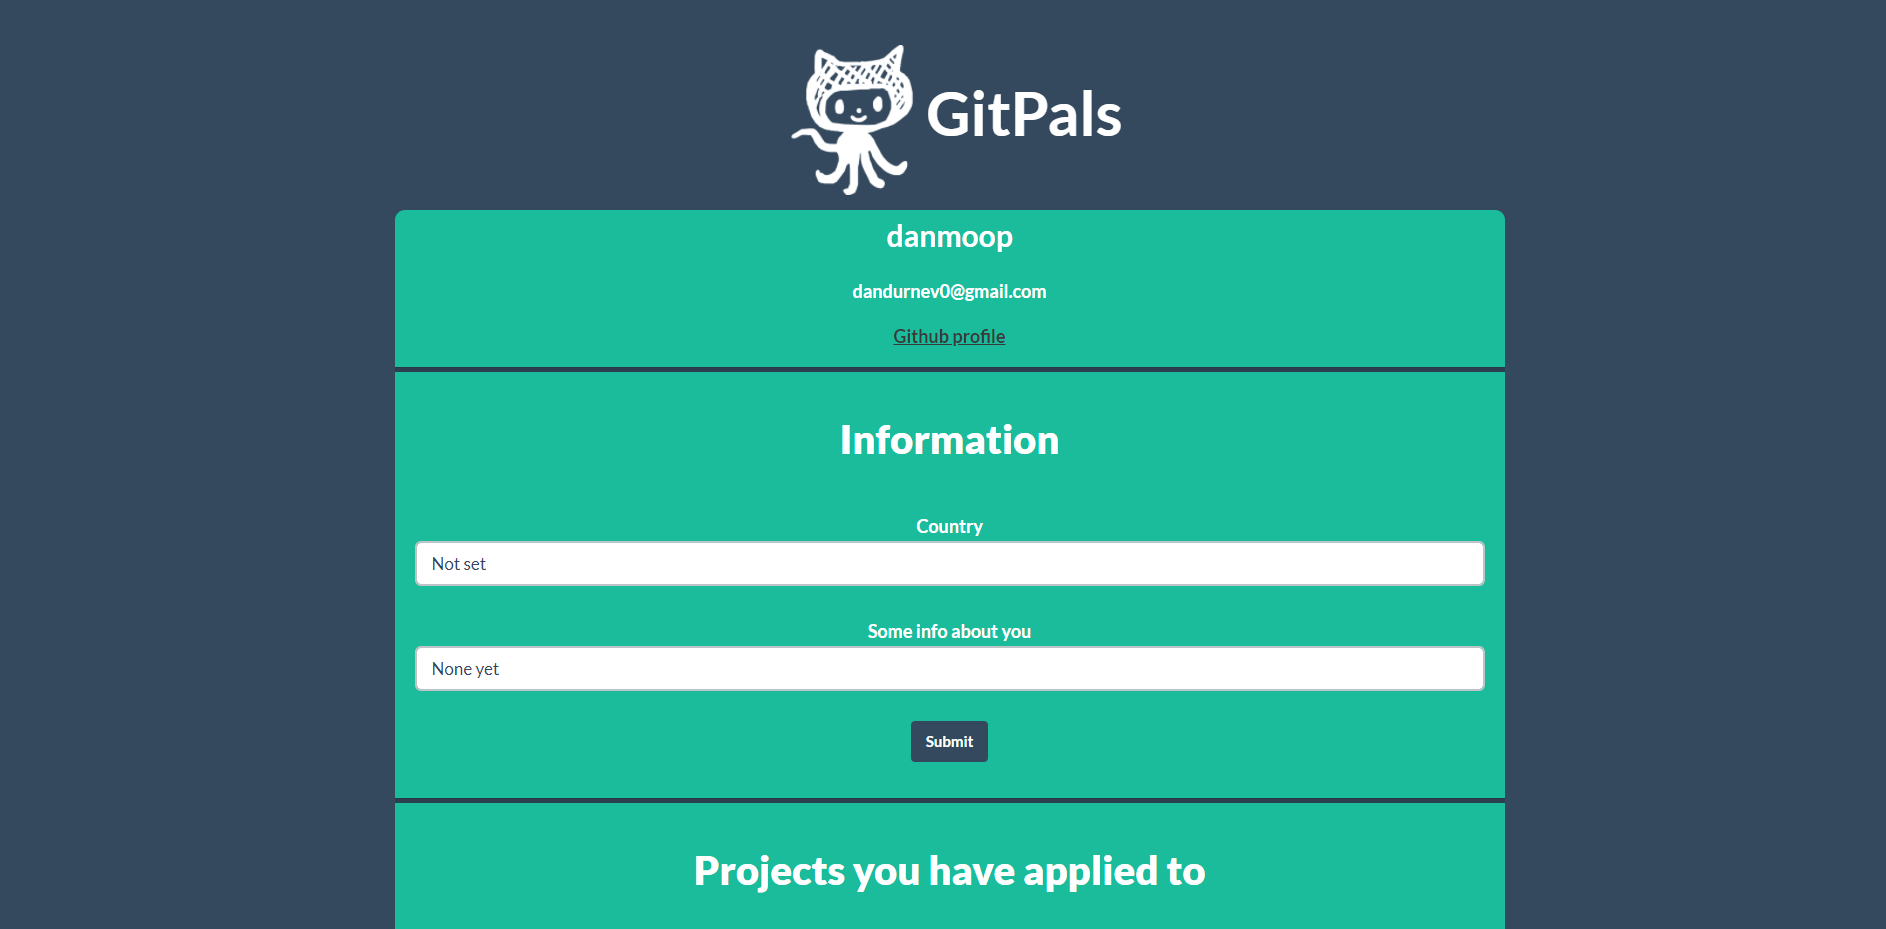 GitPals
danmoop
dandurnev0@gmail.com
Github profile
Information
Country
Not set
Some info about you
None yet
Submit
Projects you have applied to